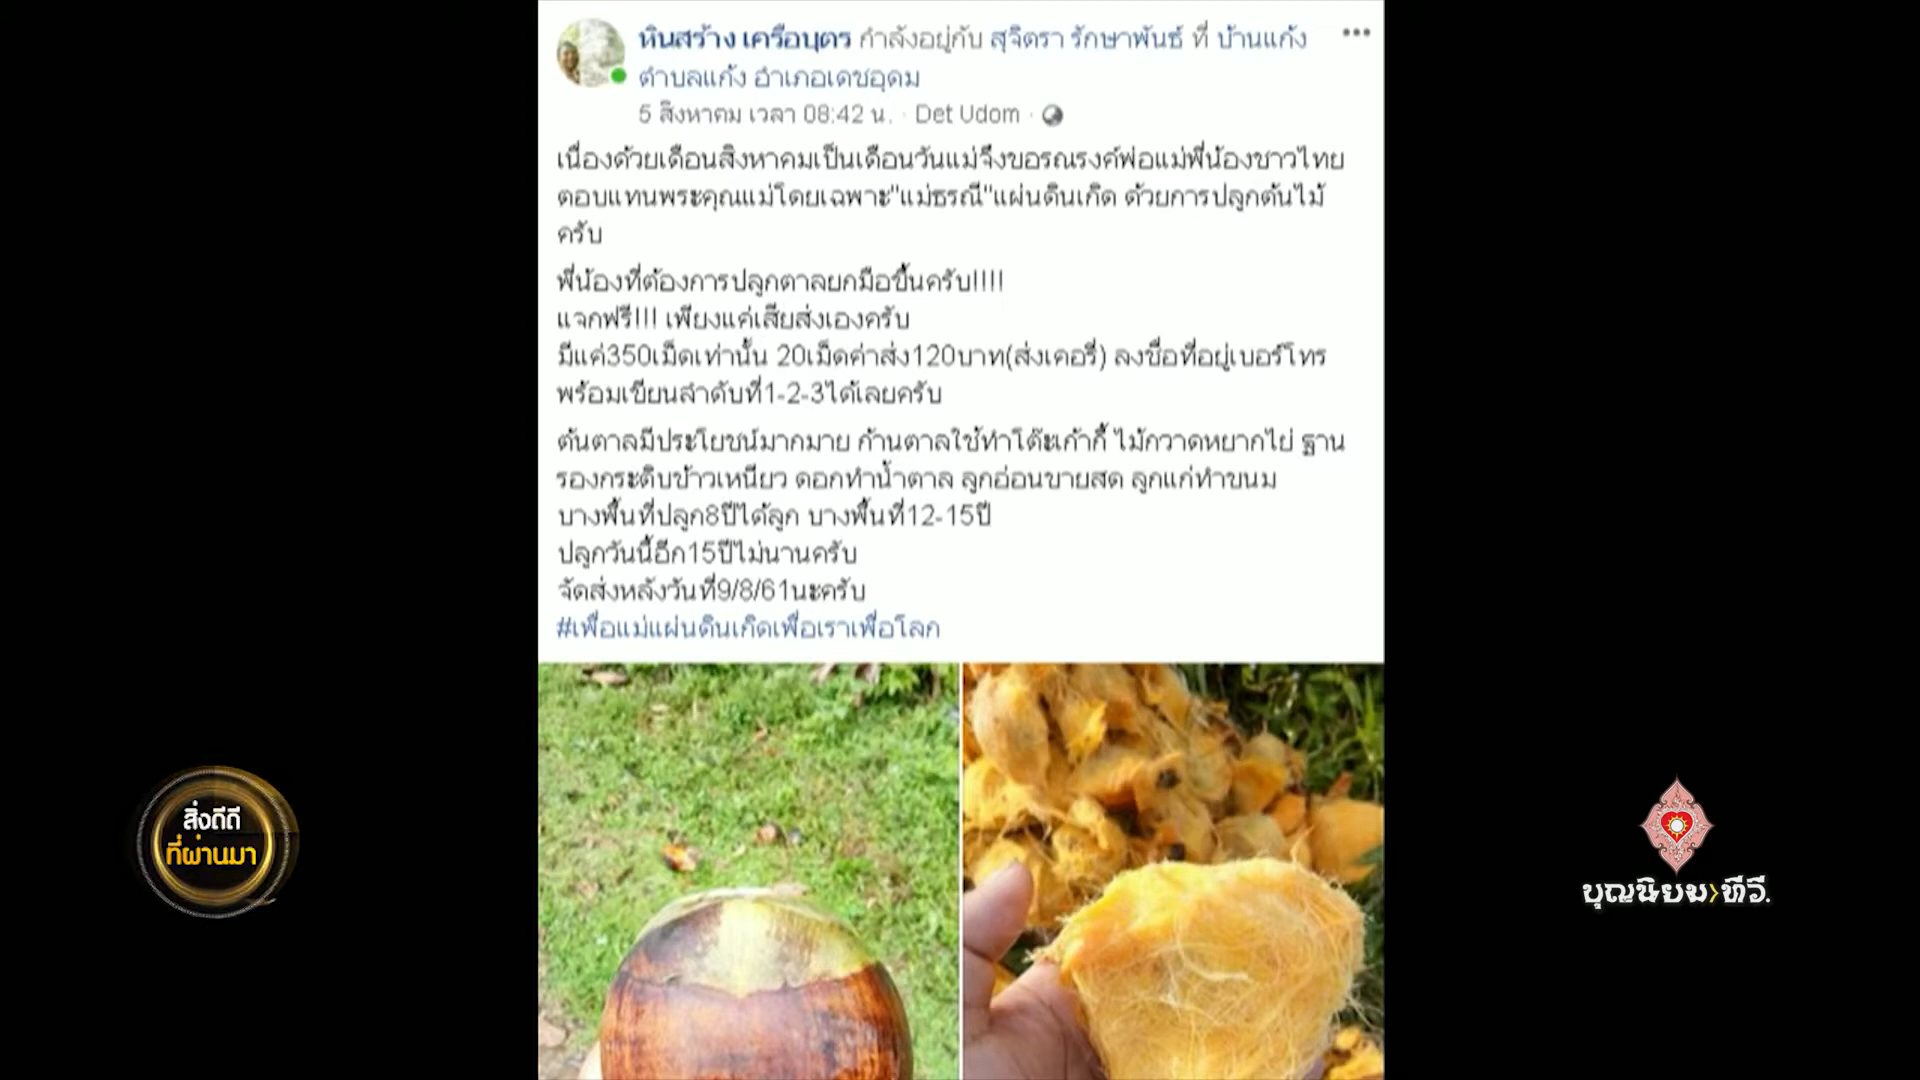 หินสร้าง เครือบุตร กำลังอยู่กับ สุจิตรา รักษาพันธ์ ที่ บ้านแก้ง
ตำบลแก้ง อำเภอเดชอุดม
5 สิงหาคม เวลา 08:42 น. · Det Udom ·
เนื่องด้วยเดือนสิงหาคมเป็นเดือนวันแม่จึงขอรณรงค์พ่อแม่พี่น้องชาวไทย
ตอบแทนพระคุณแม่โดยเฉพาะ"แม่ธรณี"แผ่นดินเกิด ด้วยการปลูกต้นไม้
ครับ
พี่น้องที่ต้องการปลูกตาลยกมือขึ้นครับ!!!!
แจกฟรี!!! เพียงแค่เสียส่งเองครับ
มีแค่350เม็ดเท่านั้น 20เม็ดค่าส่ง120บาท(ส่งเคอรี่) ลงชื่อที่อยู่เบอร์โทร
พร้อมเขียนลำดับที่1-2-3ได้เลยครับ
ต้นตาลมีประโยชน์มากมาย ก้านตาลใช้ทำโต๊ะเก้ากี้ ไม้กวาดหยากไย่ ฐาน
รองกระติบข้าวเหนียว ดอกทำน้ำตาล ลูกอ่อนขายสด ลูกแก่ทำขนม
บางพื้นที่ปลูก8ปีได้ลูก บางพื้นที่12-15ปี
ปลูกวันนี้อีก15ปีไม่นานครับ
จัดส่งหลังวันที่9/8/61นะครับ
#เพื่อแม่แผ่นดินเกิดเพื่อเราเพื่อโลก
สิ่งดีดี
ที่ผ่านมา
บุญนิยม ทีวี.